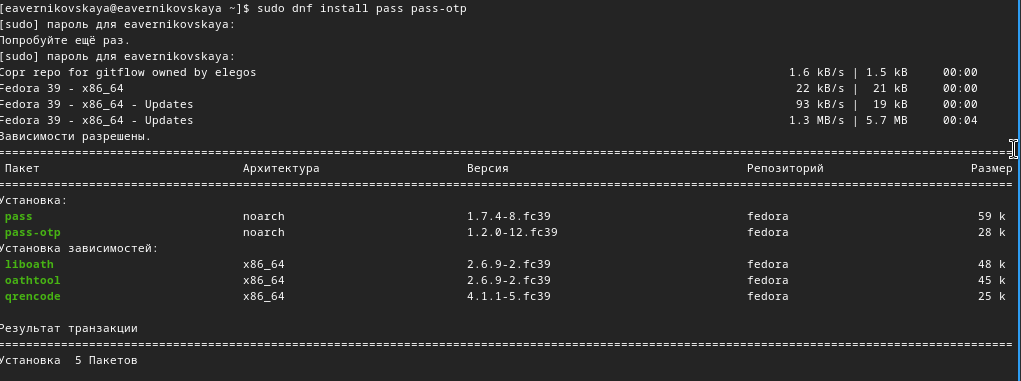 [eavernikovskaya@eavernikovskaya ~]$ sudo dnf install pass pass-otp
[sudo] пароль для eavernikovskaya:
Попробуйте ещё раз.
[sudo] пароль для eavernikovskaya:
Copr repo for gitflow owned by elegos 1.6 kB/s | 1.5 kB 00:00
Fedora 39 - x86_64 22 kB/s | 21 kB 00:00
Fedora 39 - x86_64 - Updates 93 kB/s | 19 kB 00:00
Fedora 39 - x86_64 - Updates 1.3 MB/s | 5.7 MB 00:04
Зависимости разрешены.
Пакет Архитектура Версия Репозиторий Размер
Установка:
pass noarch 1.7.4-8.fc39 fedora 59 k
pass-otp noarch 1.2.0-12.fc39 fedora 28 k
Установка зависимостей:
liboath x86_64 2.6.9-2.fc39 fedora 48 k
oathtool x86_64 2.6.9-2.fc39 fedora 45 k
qrencode x86_64 4.1.1-5.fc39 fedora 25 k
Результат транзакции
Установка 5 Пакетов